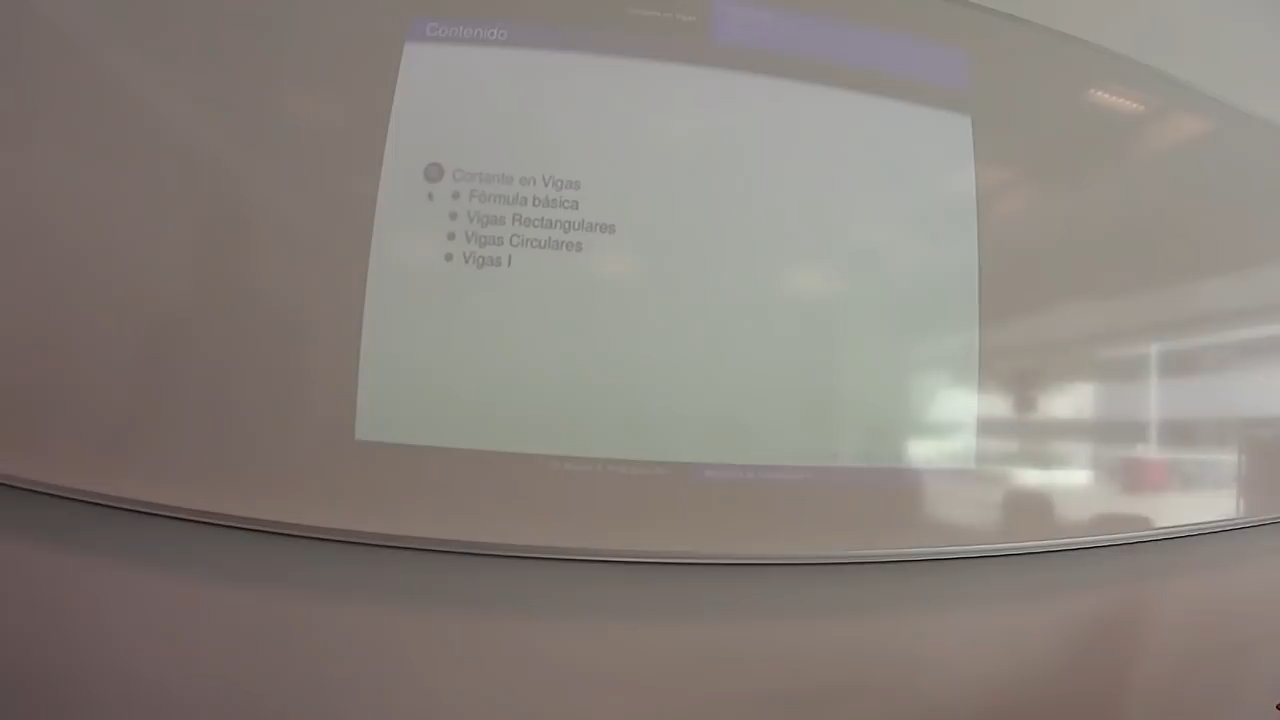 Contenido
Cortante en Vigas
Fórmula básica
Vigas Rectangulares
Vigas Circulares
Vigas I